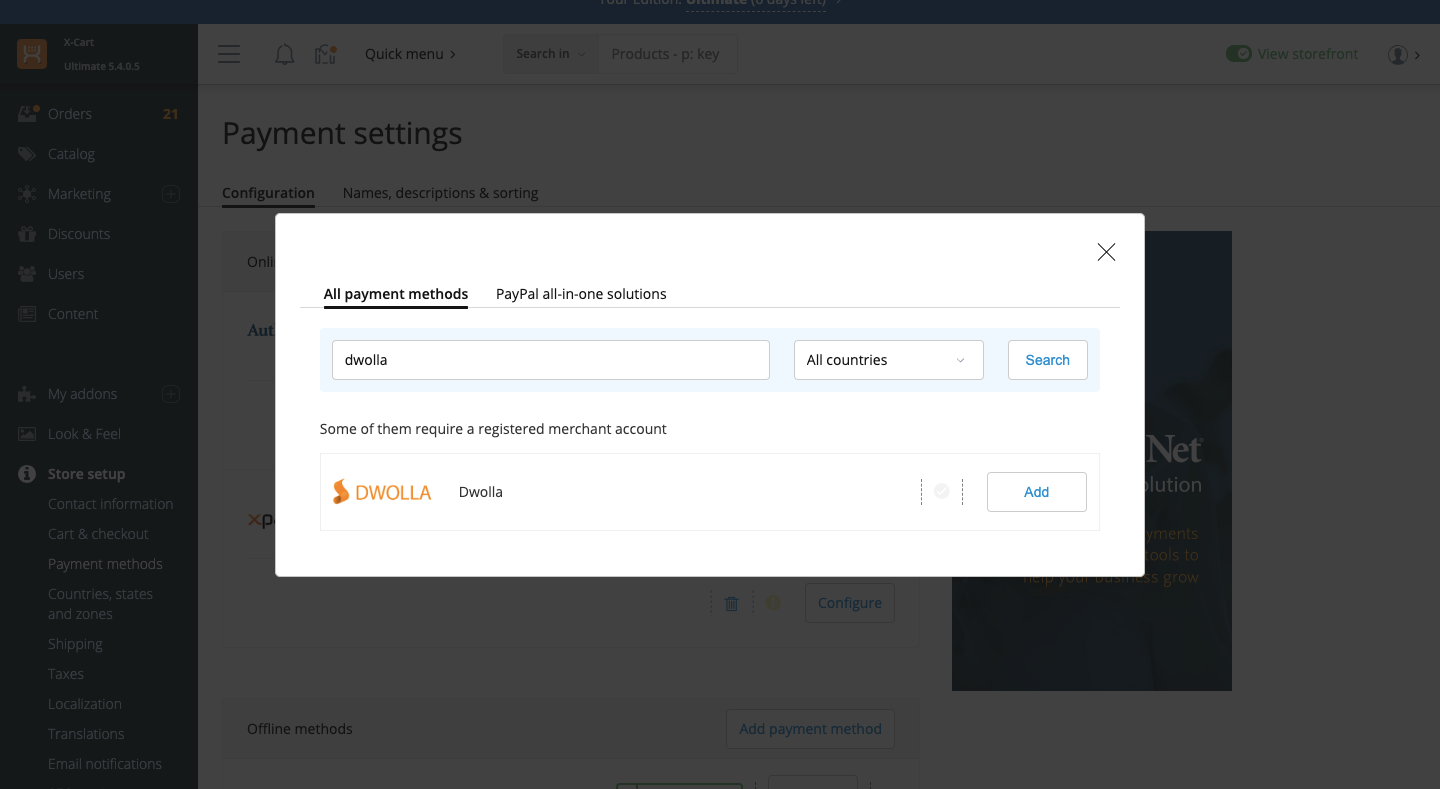 Your Edition: Ultimate (6 days left)
X-Cart
Ultimate 5.4.0.5
Quick menu
Search in
Products - p: key
View storefront
Orders
21
Catalog
Marketing
Discounts
Users
Content
My addons
Look & Feel
Store setup
Contact information
Cart & checkout
Payment methods
Countries, states
and zones
Shipping
Taxes
Localization
Translations
Email notifications
Payment settings
Configuration
Names, descriptions & sorting
Onli
Aut
xpa
All payment methods
PayPal all-in-one solutions
dwolla
All countries
Search
Some of them require a registered merchant account
DWOLLA
Dwolla
Add
Net
olution
yments
tools to
help your business grow
Configure
Offline methods
Add payment method